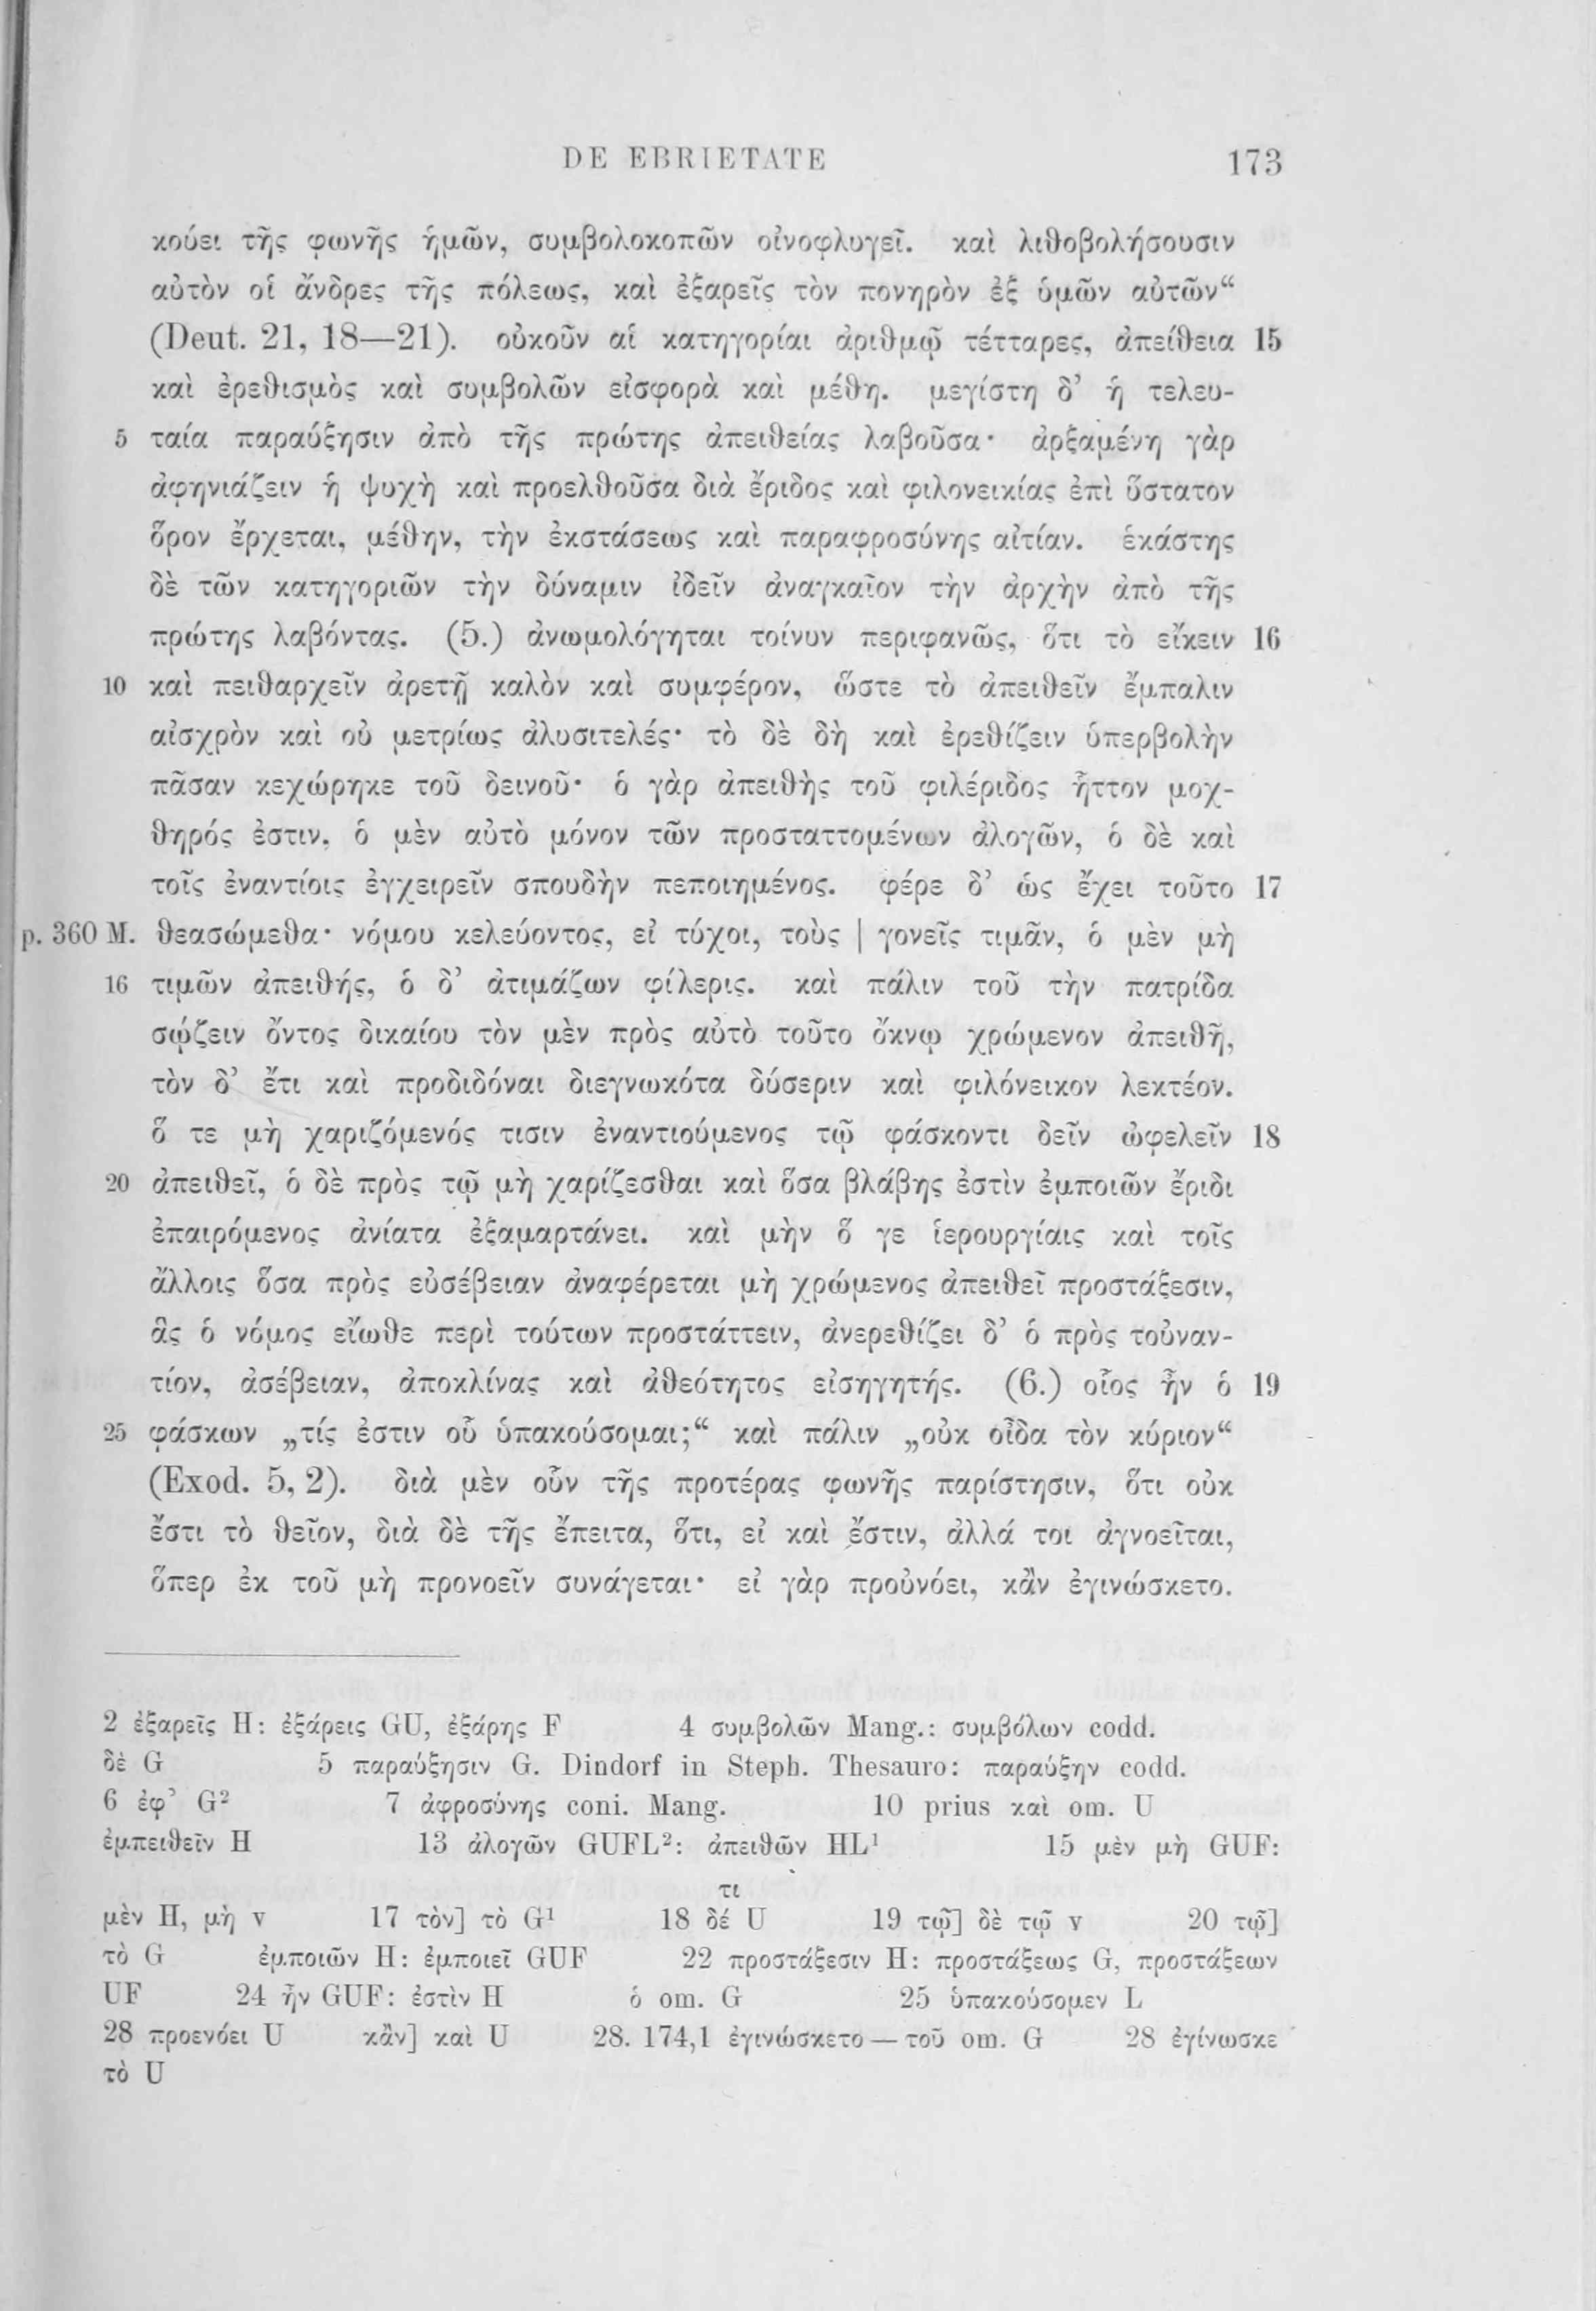 DE EBRIETATE 173
κούει τῆς φωνῆς ἡμῶν, συμβολοκοπῶν οἰνοφλυγεῖ. καὶ λιθοβολήσουσιν
αὐτὸν οἱ ἄνδρες τῆς πόλεως, καὶ ἐξαρεῖς τὸν πονηρὸν ἐξ ὑμῶν αὐτῶν“
(Deut. 21, 18—21). οὐκοῦν αἱ κατηγορίαι ἀριθμῷ τέτταρες, ἀπείθεια 15
καὶ ἐρεθισμὸς καὶ συμβολῶν εἰσφορὰ καὶ μέθη. μεγίστη δ’ ἡ τελευ-
5 ταία παραύξησιν ἀπὸ τῆς πρώτης ἀπειθείας λαβοῦσα· ἀρξαμένη γὰρ
ἀφηνιάζειν ἡ ψυχὴ καὶ προελθοῦσα διὰ ἔριδος καὶ φιλονεικίας ἐπὶ ὕστατον
ὅρον ἔρχεται, μέθην, τὴν ἐκστάσεως καὶ παραφροσύνης αἰτίαν. ἑκάστης
δὲ τῶν κατηγοριῶν τὴν δύναμιν ἰδεῖν ἀναγκαῖον τὴν ἀρχὴν ἀπὸ τῆς
πρώτης λαβόντας. (5.) ἀνωμολόγηται τοίνυν περιφανῶς, ὅτι τὸ εἴκειν 16
10 καὶ πειθαρχεῖν ἀρετῇ καλὸν καὶ συμφέρον, ὥστε τὸ ἀπειθεῖν ἔμπαλιν
αἰσχρὸν καὶ οὐ μετρίως ἀλυσιτελές· τὸ δὲ δὴ καὶ ἐρεθίζειν ὑπερβολὴν
πᾶσαν κεχώρηκε τοῦ δεινοῦ· ὁ γὰρ ἀπειθὴς τοῦ φιλέριδος ἧττον μοχ-
θηρός ἐστιν, ὁ μὲν αὐτὸ μόνον τῶν προσταττομένων ἀλογῶν, ὁ δὲ καὶ
τοῖς ἐναντίοις ἐγχειρεῖν σπουδὴν πεποιημένος. φέρε δ’ ὡς ἔχει τοῦτο 17
p. 360 M. θεασώμεθα· νόμου κελεύοντος, εἰ τύχοι, τοὺς | γονεῖς τιμᾶν, ὁ μὲν μὴ
16 τιμῶν ἀπειθής, ὁ δ’ ἀτιμάζων φίλερις. καὶ πάλιν τοῦ τὴν πατρίδα
σῴζειν ὄντος δικαίου τὸν μὲν πρὸς αὐτὸ τοῦτο ὄκνῳ χρώμενον ἀπειθῆ,
τὸν δ’ ἔτι καὶ προδιδόναι διεγνωκότα δύσεριν καὶ φιλόνεικον λεκτέον.
ὅ τε μὴ χαριζόμενός τισιν ἐναντιούμενος τῷ φάσκοντι δεῖν ὠφελεῖν 18
20 ἀπειθεῖ, ὁ δὲ πρὸς τῷ μὴ χαρίζεσθαι καὶ ὅσα βλάβης ἐστὶν ἐμποιῶν ἔριδι
ἐπαιρόμενος ἀνίατα ἐξαμαρτάνει. καὶ μὴν ὅ γε ἱερουργίαις καὶ τοῖς
ἄλλοις ὅσα πρὸς εὐσέβειαν ἀναφέρεται μὴ χρώμενος ἀπειθεῖ προστάξεσιν,
ἃς ὁ νόμος εἴωθε περὶ τούτων προστάττειν, ἀνερεθίζει δ’ ὁ πρὸς τοὐναν-
τίον, ἀσέβειαν, ἀποκλίνας καὶ ἀθεότητος εἰσηγητής. (6.) οἷος ἦν ὁ 19
25 φάσκων „τίς ἐστιν οὗ ὑπακούσομαι;“ καὶ πάλιν „οὐκ οἶδα τὸν κύριον“
(Exod. 5, 2). διὰ μὲν οὖν τῆς προτέρας φωνῆς παρίστησιν, ὅτι οὐκ
ἔστι τὸ θεῖον, διὰ δὲ τῆς ἔπειτα, ὅτι, εἰ καὶ ἔστιν, ἀλλά τοι ἀγνοεῖται,
ὅπερ ἐκ τοῦ μὴ προνοεῖν συνάγεται· εἰ γὰρ προὐνόει, κἂν ἐγινώσκετο.
2 ἐξαρεῖς H: ἐξάρεις GU, ἐξάρης F 4 συμβολῶν Mang.: συμβόλων codd.
δὲ G 5 παραύξησιν G. Dindorf in Steph. Thesauro: παραύξην codd.
6 ἐφ’ G² 7 ἀφροσύνης coni. Mang. 10 prius καὶ om. U
ἐμπειθεῖν H 13 ἀλογῶν GUFL²: ἀπειθῶν HL¹ 15 μὲν μὴ GUF:
τι
μὲν H, μὴ v 17 τὸν] τὸ G¹ 18 δέ U 19 τῷ] δὲ τῷ v 20 τῷ]
τὸ G ἐμποιῶν H: ἐμποιεῖ GUF 22 προστάξεσιν H: προστάξεως G, προστάξεων
UF 24 ἦν GUF: ἐστὶν H ὁ om. G 25 ὑπακούσομεν L
28 προενόει U κἂν] καὶ U 28. 174,1 ἐγινώσκετο — τοῦ om. G 28 ἐγίνωσκε
τὸ U